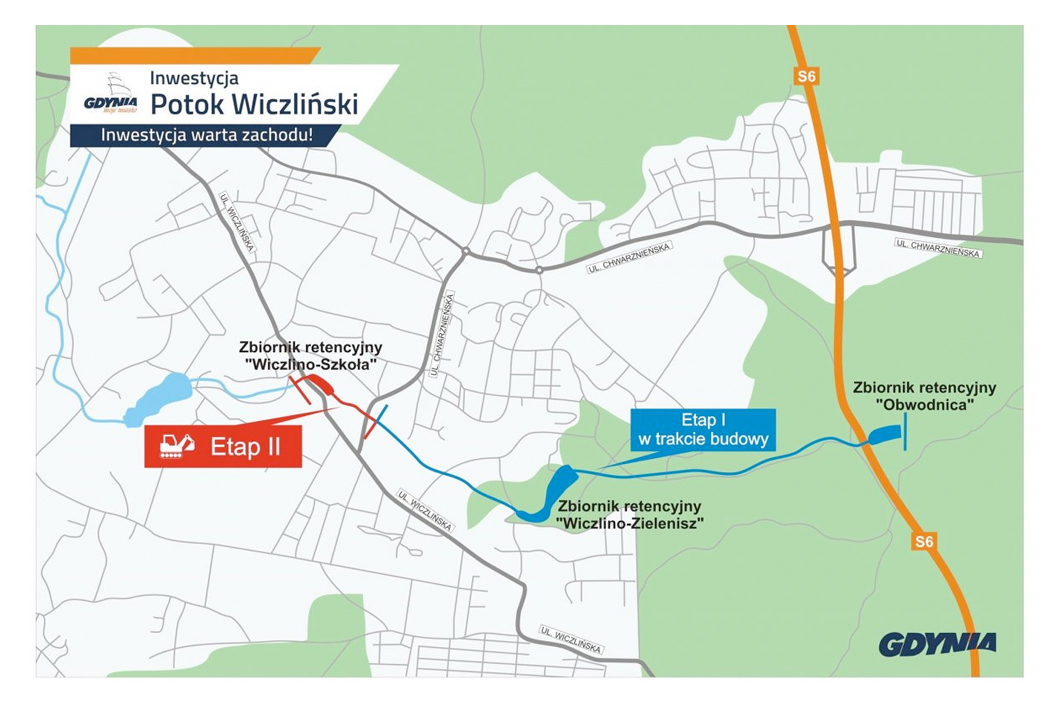 Inwestycja
GDYNIA
moje miasto
Potok Wiczliński
Inwestycja warta zachodu!
S6
UL. WICZLIŃSKA
UL. CHWARZNIEŃSKA
UL. CHWARZNIEŃSKA
UL. CHWARZNIEŃSKA
Zbiornik retencyjny
"Wiczlino-Szkoła"
Zbiornik retencyjny
"Obwodnica"
Etap I
w trakcie budowy
Etap II
UL. WICZLIŃSKA
Zbiornik retencyjny
"Wiczlino-Zielenisz"
S6
UL. WICZLIŃSKA
GDYNIA